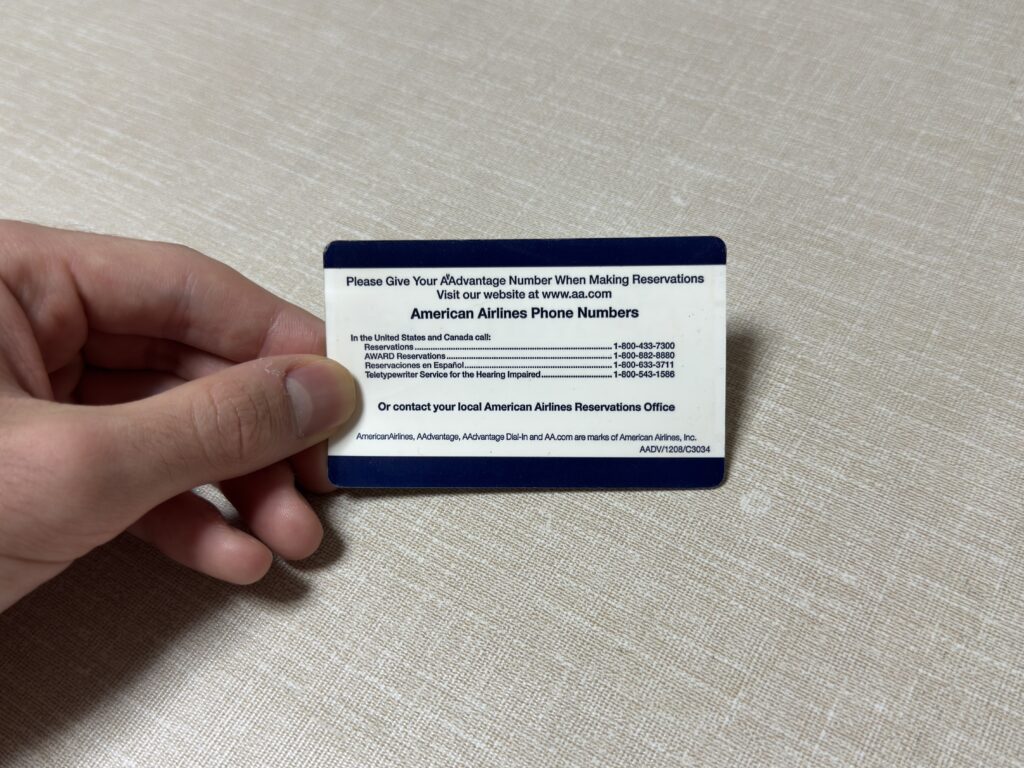 Please Give Your AAdvantage Number When Making Reservations
Visit our website at www.aa.com
American Airlines Phone Numbers
In the United States and Canada call:
Reservations........................................1-800-433-7300
AWARD Reservations........................................1-800-882-8880
Reservaciones en Español........................................1-800-633-3711
Teletypewriter Service for the Hearing Impaired....................1-800-543-1586
Or contact your local American Airlines Reservations Office
AmericanAirlines, AAdvantage, AAdvantage Dial-In and AA.com are marks of American Airlines, Inc.
AADV/1208/C3034